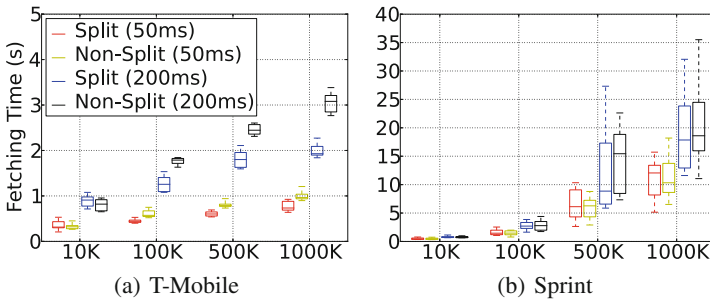 Fetching Time (s)
5
4
3
2
1
0
Split (50ms)
Non-Split (50ms)
Split (200ms)
Non-Split (200ms)
10K 100K 500K 1000K
(a) T-Mobile
40
35
30
25
20
15
10
5
0
10K 100K 500K 1000K
(b) Sprint